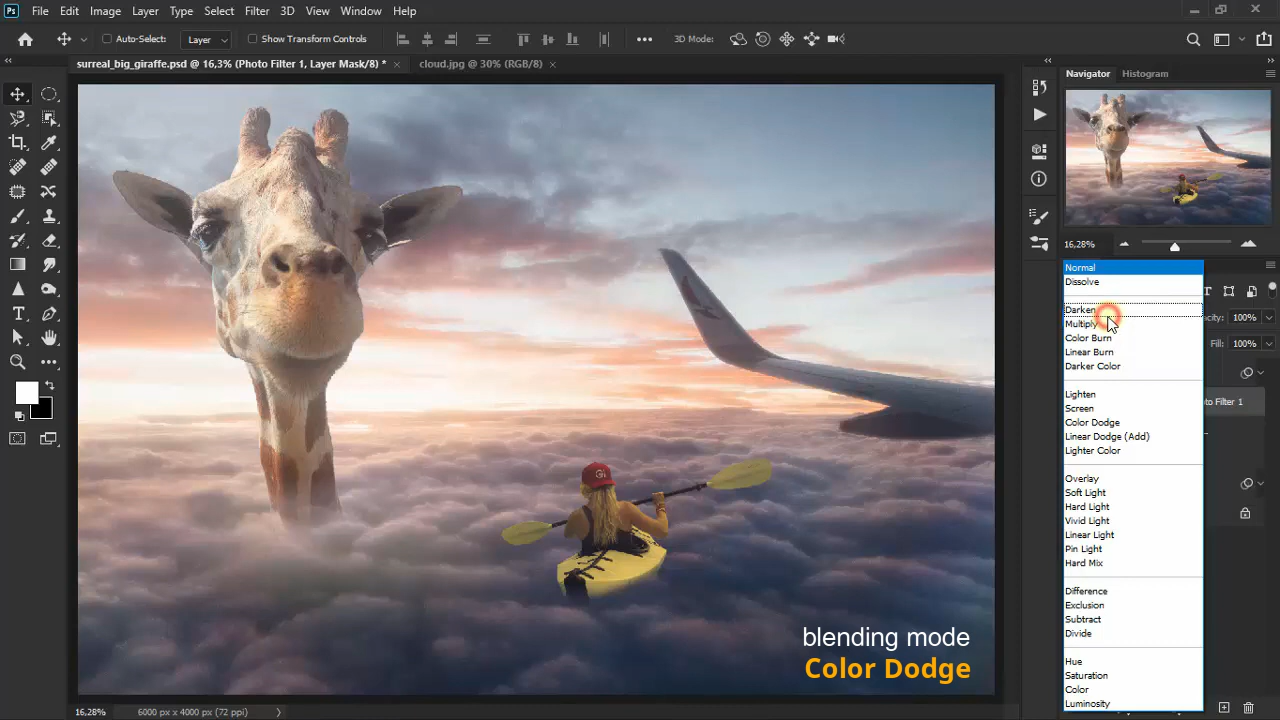 Ps File Edit Image Layer Type Select Filter 3D View Window Help
Auto-Select: Layer Show Transform Controls 3D Mode:
surreal_big_giraffe.psd @ 16,3% (Photo Filter 1, Layer Mask/8) * × cloud.jpg @ 30% (RGB/8) ×
Navigator Histogram
16,28%
Normal
Dissolve
Darken
Multiply
Color Burn
Linear Burn
Darker Color
Lighten
Screen
Color Dodge
Linear Dodge (Add)
Lighter Color
Overlay
Soft Light
Hard Light
Vivid Light
Linear Light
Pin Light
Hard Mix
Difference
Exclusion
Subtract
Divide
Hue
Saturation
Color
Luminosity
100%
Fill: 100%
Filter 1
blending mode
Color Dodge
16,28% 6000 px x 4000 px (72 ppi)